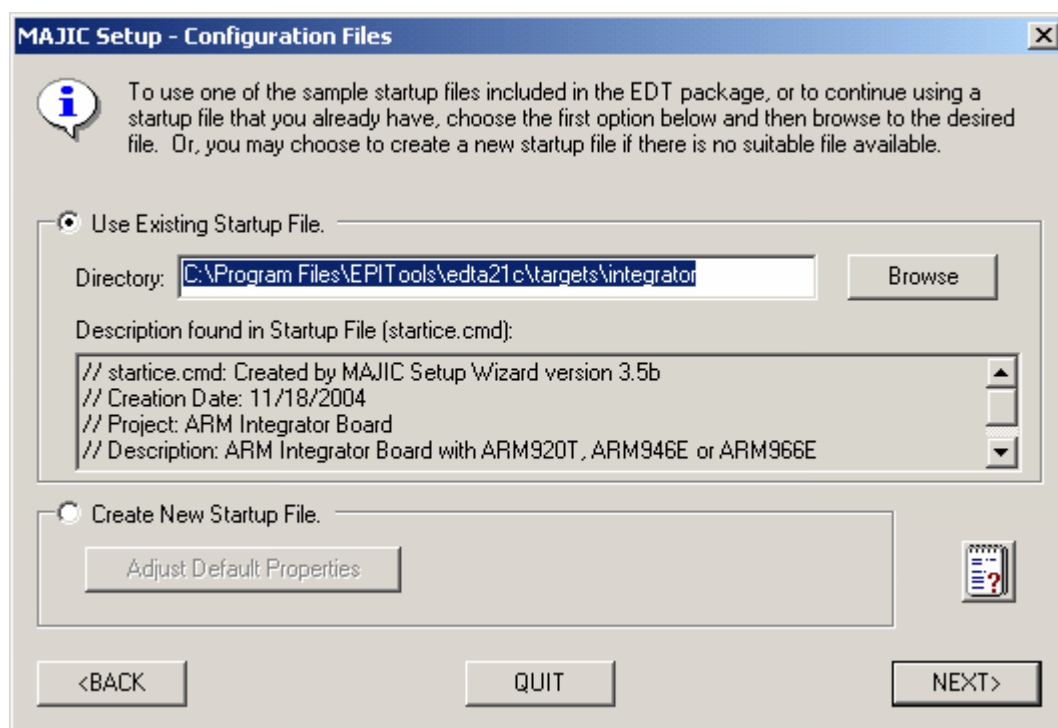 MAJIC Setup - Configuration Files
To use one of the sample startup files included in the EDT package, or to continue using a
startup file that you already have, choose the first option below and then browse to the desired
file. Or, you may choose to create a new startup file if there is no suitable file available.
Use Existing Startup File.
Directory: C:\Program Files\EPITools\edta21c\targets\integrator Browse
Description found in Startup File (startice.cmd):
// startice.cmd: Created by MAJIC Setup Wizard version 3.5b
// Creation Date: 11/18/2004
// Project: ARM Integrator Board
// Description: ARM Integrator Board with ARM920T, ARM946E or ARM966E
Create New Startup File.
Adjust Default Properties
<BACK QUIT NEXT>